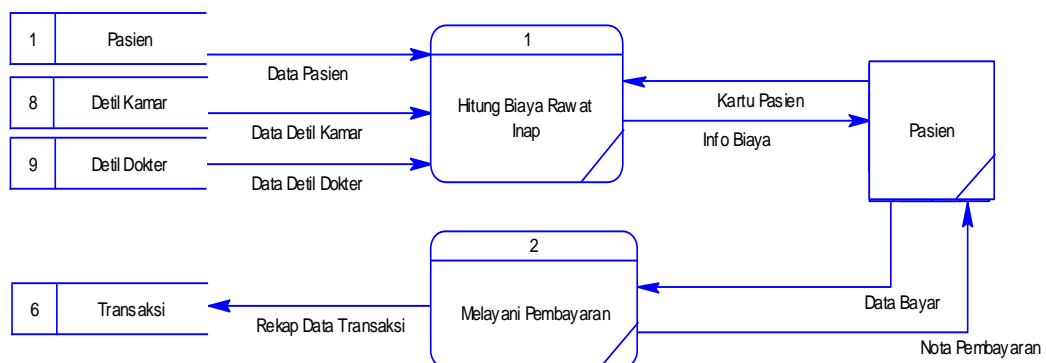 1 Pasien
Data Pasien
8 Detil Kamar
Data Detil Kamar
9 Detil Dokter
Data Detil Dokter
1
Hitung Biaya Rawat
Inap
Kartu Pasien
Info Biaya
Pasien
2
Melayani Pembayaran
6 Transaksi
Rekap Data Transaksi
Data Bayar
Nota Pembayaran